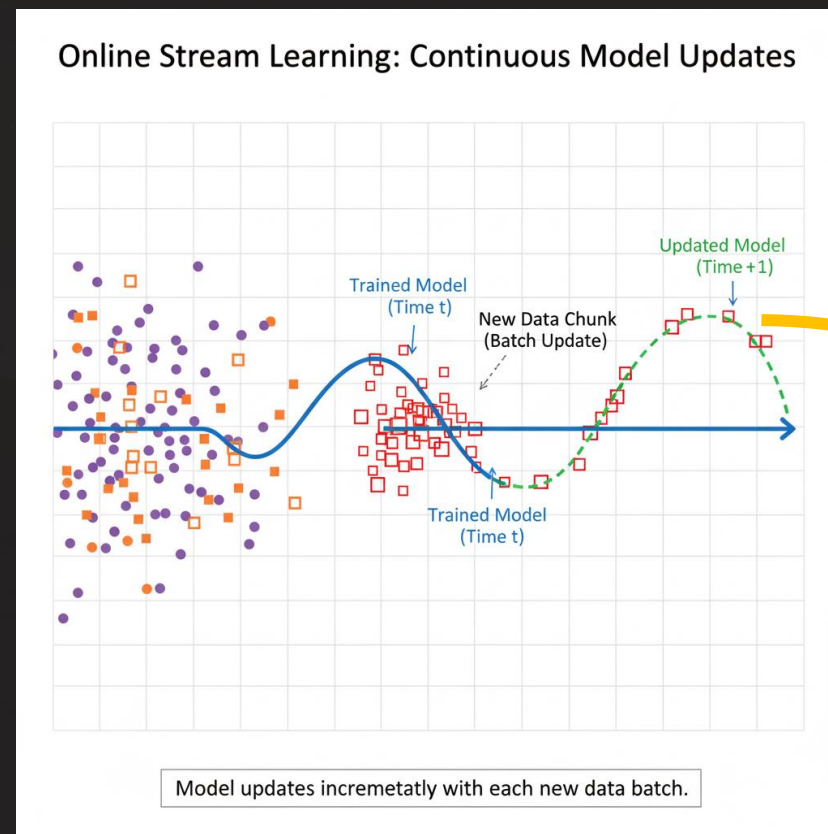 Online Stream Learning: Continuous Model Updates
Updated Model
(Time +1)
Trained Model
(Time t)
New Data Chunk
(Batch Update)
Trained Model
(Time t)
Model updates incremetatly with each new data batch.